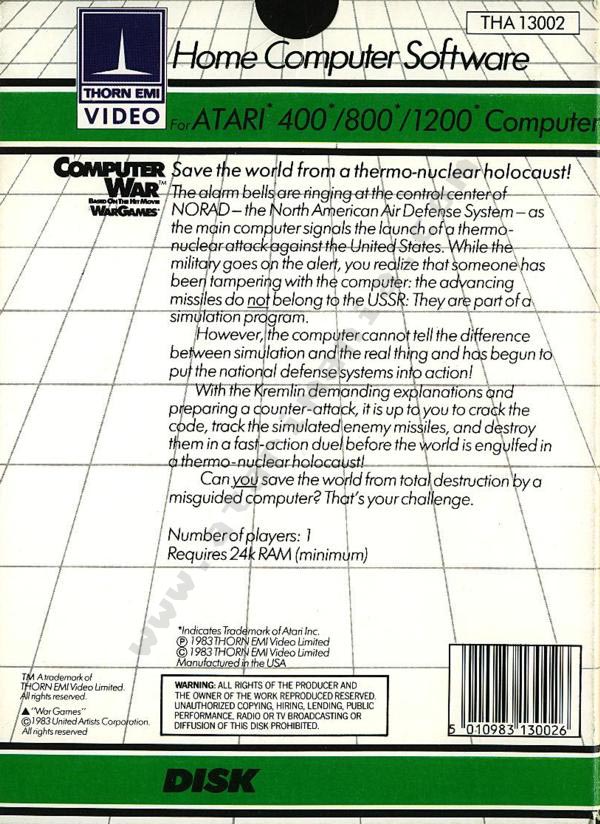 THA 13002
Home Computer Software
THORN EMI
VIDEO
For ATARI* 400*/800*/1200* Computer
COMPUTER
WAR™
BASED ON THE HIT MOVIE
WARGAMES▲
Save the world from a thermo-nuclear holocaust!
The alarm bells are ringing at the control center of
NORAD – the North American Air Defense System – as
the main computer signals the launch of a thermo-
nuclear attack against the United States. While the
military goes on the alert, you realize that someone has
been tampering with the computer: the advancing
missiles do not belong to the USSR: They are part of a
simulation program.
However, the computer cannot tell the difference
between simulation and the real thing and has begun to
put the national defense systems into action!
With the Kremlin demanding explanations and
preparing a counter-attack, it is up to you to crack the
code, track the simulated enemy missiles, and destroy
them in a fast-action duel before the world is engulfed in
a thermo-nuclear holocaust!
Can you save the world from total destruction by a
misguided computer? That's your challenge.
Number of players: 1
Requires 24k RAM (minimum)
*Indicates Trademark of Atari Inc.
Ⓟ 1983 THORN EMI Video Limited
© 1983 THORN EMI Video Limited
Manufactured in the USA
TM A trademark of
THORN EMI Video Limited.
All rights reserved.
▲ "War Games"
© 1983 United Artists Corporation.
All rights reserved
WARNING: ALL RIGHTS OF THE PRODUCER AND
THE OWNER OF THE WORK REPRODUCED RESERVED.
UNAUTHORIZED COPYING, HIRING, LENDING, PUBLIC
PERFORMANCE, RADIO OR TV BROADCASTING OR
DIFFUSION OF THIS DISK PROHIBITED.
5 010983 130026
DISK